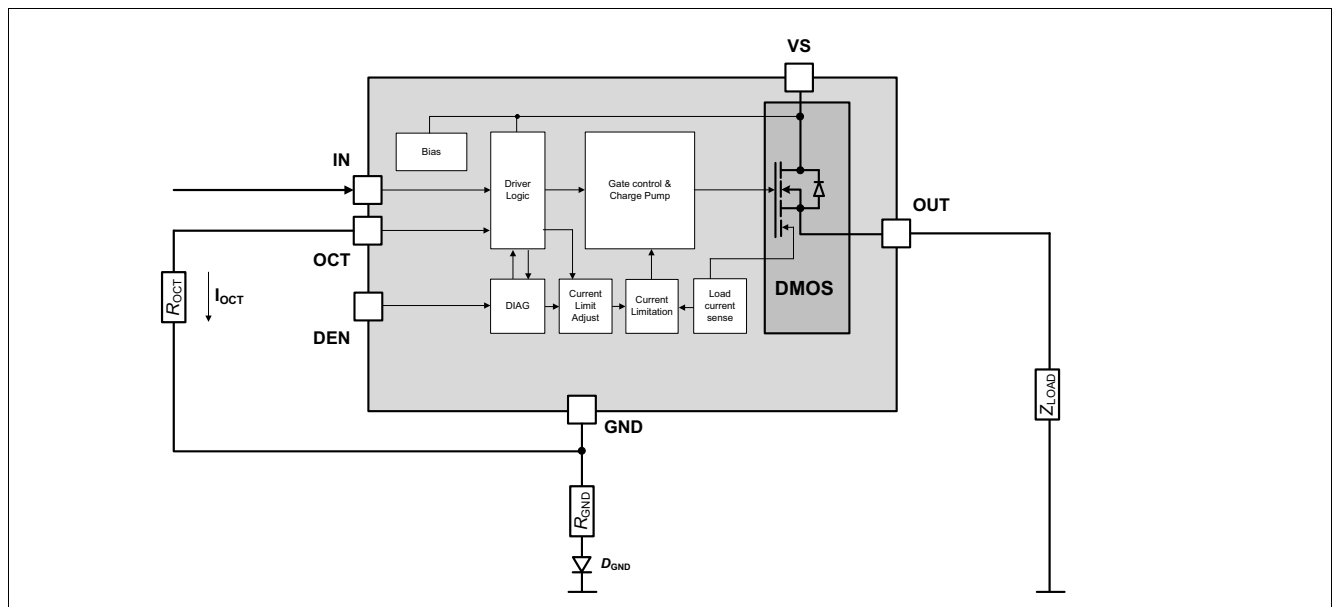 VS
IN
Bias
Driver
Logic
Gate control &
Charge Pump
OUT
OCT
ROCT
IOCT
DMOS
DEN
DIAG
Current
Limit
Adjust
Current
Limitation
Load
current
sense
ZLOAD
GND
RGND
DGND